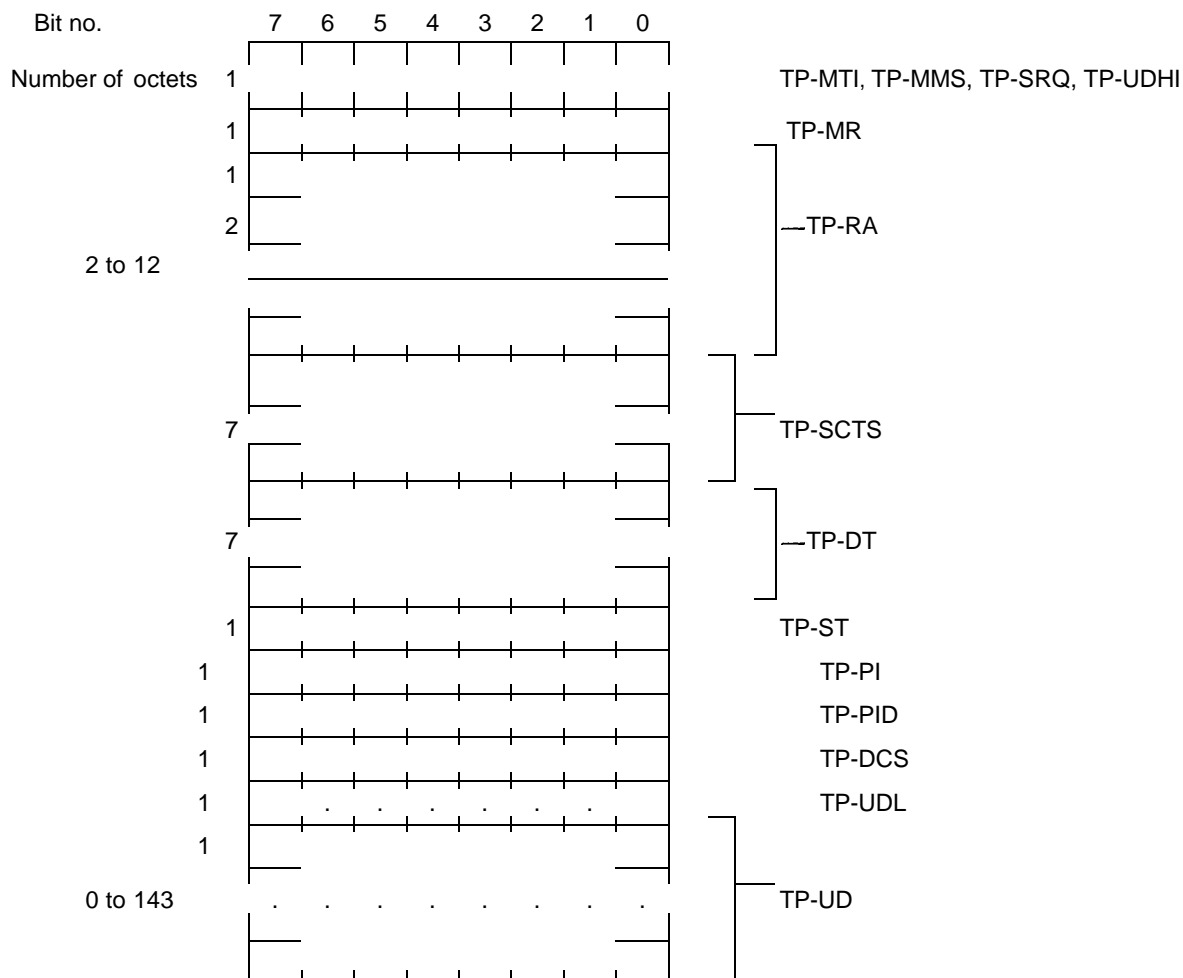 Bit no. 7 6 5 4 3 2 1 0
Number of octets 1 TP-MTI, TP-MMS, TP-SRQ, TP-UDHI
1 TP-MR
1
2 TP-RA
2 to 12
7 TP-SCTS
7 TP-DT
1 TP-ST
1 TP-PI
1 TP-PID
1 TP-DCS
1 . . . . . . TP-UDL
1
0 to 143 . . . . . . . . TP-UD